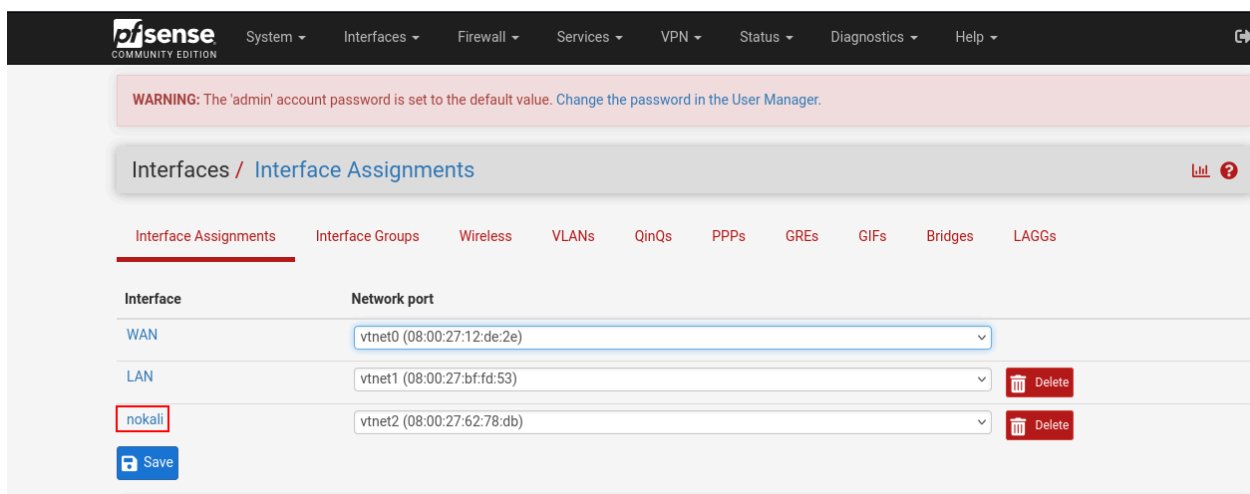 pfsense
COMMUNITY EDITION
System Interfaces Firewall Services VPN Status Diagnostics Help
WARNING: The 'admin' account password is set to the default value. Change the password in the User Manager.
Interfaces / Interface Assignments
Interface Assignments Interface Groups Wireless VLANs QinQs PPPs GREs GIFs Bridges LAGGs
Interface Network port
WAN vtnet0 (08:00:27:12:de:2e)
LAN vtnet1 (08:00:27:bf:fd:53) Delete
nokali vtnet2 (08:00:27:62:78:db) Delete
Save